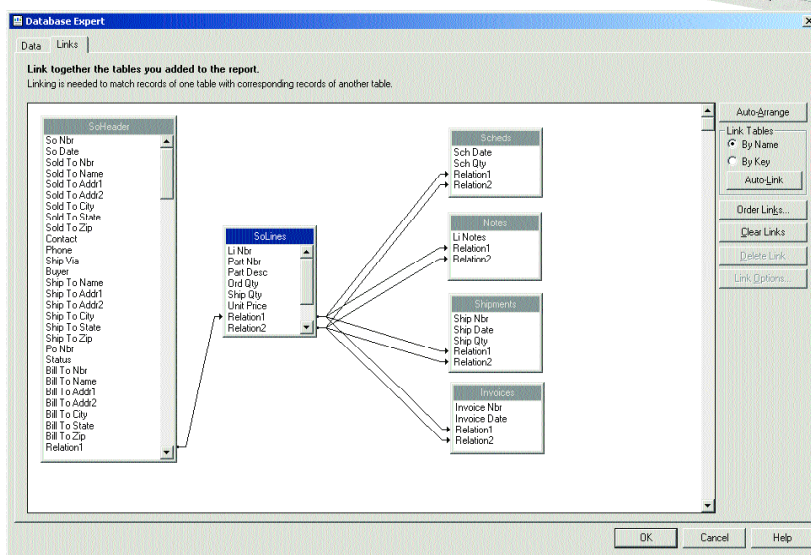 Database Expert
Data
Links
Link together the tables you added to the report.
Linking is needed to match records of one table with corresponding records of another table.
SoHeader
So Nbr
So Date
Sold To Nbr
Sold To Name
Sold To Addr1
Sold To Addr2
Sold To City
Sold To State
Sold To Zip
Contact
Phone
Ship Via
Buyer
Ship To Name
Ship To Addr1
Ship To Addr2
Ship To City
Ship To State
Ship To Zip
Po Nbr
Status
Bill To Nbr
Bill To Name
Bill To Addr1
Bill To Addr2
Bill To City
Bill To State
Bill To Zip
Relation1
SoLines
Li Nbr
Part Nbr
Part Desc
Ord Qty
Ship Qty
Unit Price
Relation1
Relation2
Scheds
Sch Date
Sch Qty
Relation1
Relation2
Notes
Li Notes
Relation1
Relation2
Shipments
Ship Nbr
Ship Date
Ship Qty
Relation1
Relation2
Invoices
Invoice Nbr
Invoice Date
Relation1
Relation2
Auto-Arrange
Link Tables
By Name
By Key
Auto-Link
Order Links...
Clear Links
Delete Link
Link Options...
OK
Cancel
Help